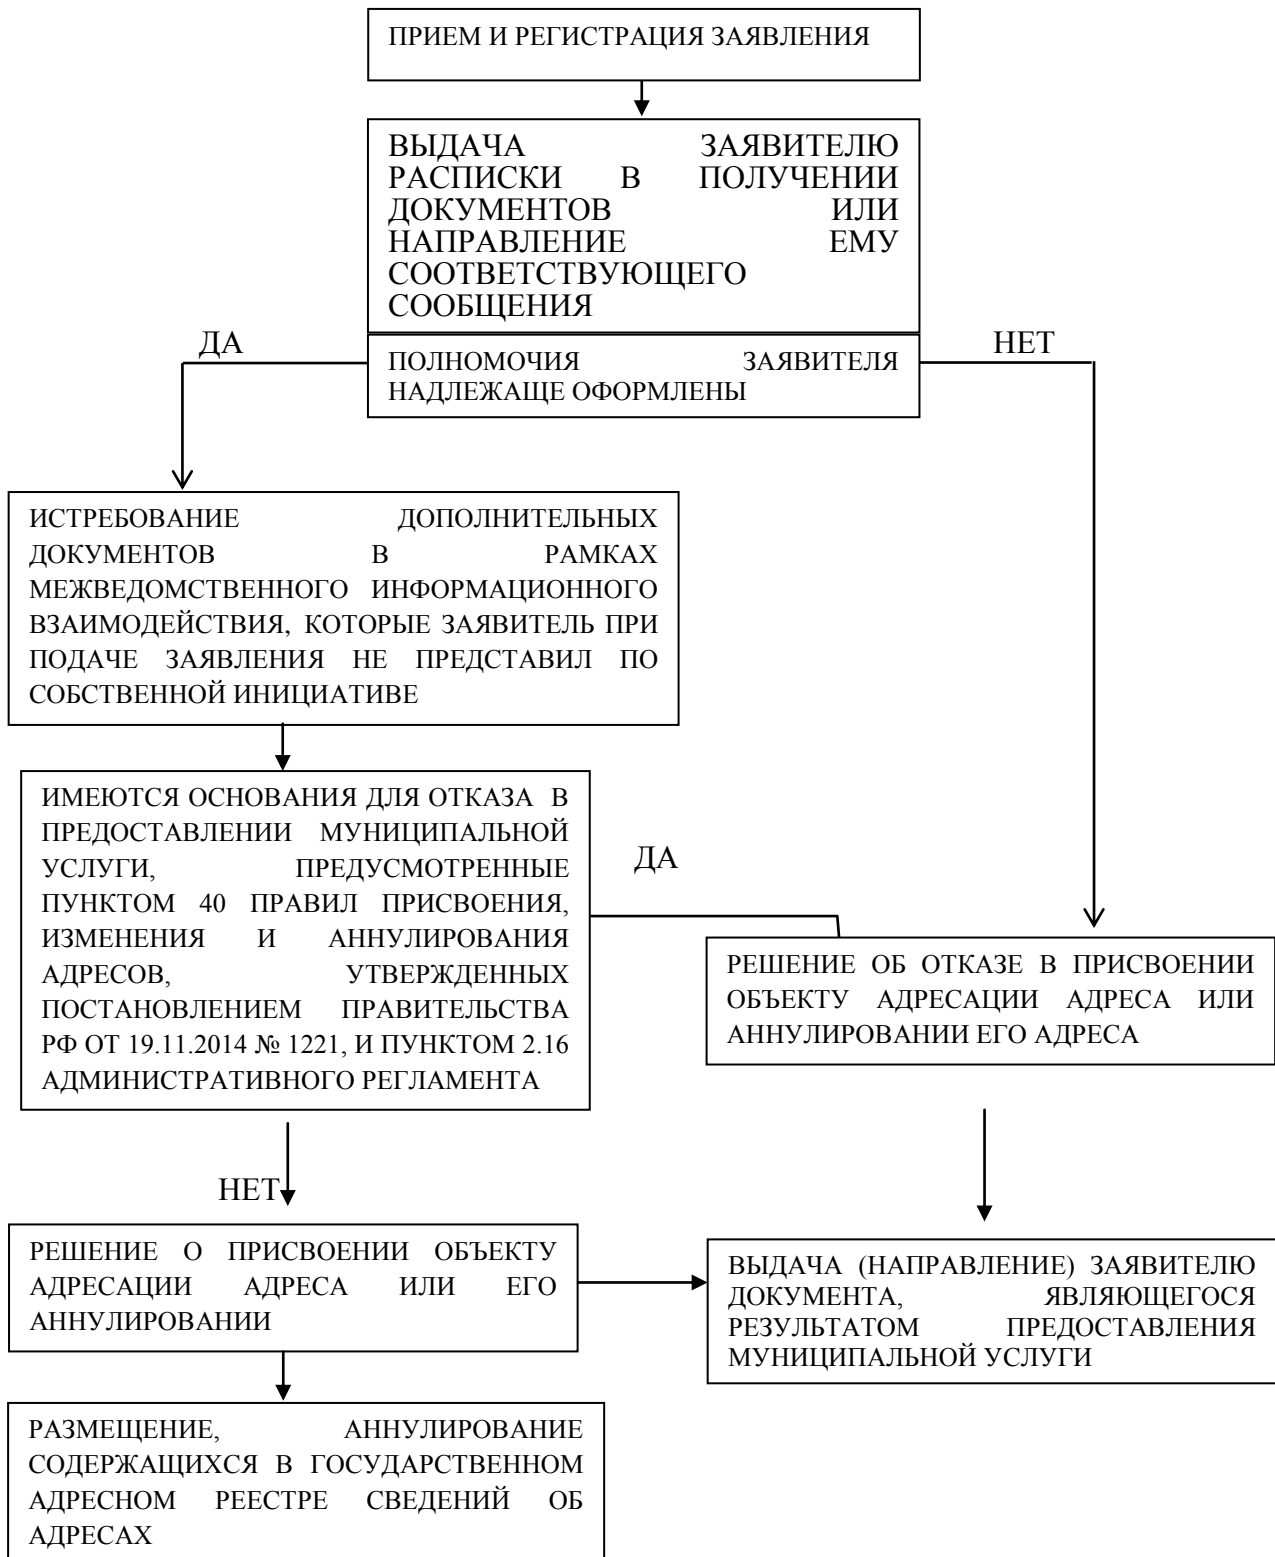 ПРИЕМ И РЕГИСТРАЦИЯ ЗАЯВЛЕНИЯ
ВЫДАЧА ЗАЯВИТЕЛЮ
РАСПИСКИ В ПОЛУЧЕНИИ
ДОКУМЕНТОВ ИЛИ
НАПРАВЛЕНИЕ ЕМУ
СООТВЕТСТВУЮЩЕГО
СООБЩЕНИЯ
ДА
НЕТ
ПОЛНОМОЧИЯ ЗАЯВИТЕЛЯ
НАДЛЕЖАЩЕ ОФОРМЛЕНЫ
ИСТРЕБОВАНИЕ ДОПОЛНИТЕЛЬНЫХ
ДОКУМЕНТОВ В РАМКАХ
МЕЖВЕДОМСТВЕННОГО ИНФОРМАЦИОННОГО
ВЗАИМОДЕЙСТВИЯ, КОТОРЫЕ ЗАЯВИТЕЛЬ ПРИ
ПОДАЧЕ ЗАЯВЛЕНИЯ НЕ ПРЕДСТАВИЛ ПО
СОБСТВЕННОЙ ИНИЦИАТИВЕ
ИМЕЮТСЯ ОСНОВАНИЯ ДЛЯ ОТКАЗА В
ПРЕДОСТАВЛЕНИИ МУНИЦИПАЛЬНОЙ
УСЛУГИ, ПРЕДУСМОТРЕННЫЕ
ПУНКТОМ 40 ПРАВИЛ ПРИСВОЕНИЯ,
ИЗМЕНЕНИЯ И АННУЛИРОВАНИЯ
АДРЕСОВ, УТВЕРЖДЕННЫХ
ПОСТАНОВЛЕНИЕМ ПРАВИТЕЛЬСТВА
РФ ОТ 19.11.2014 № 1221, И ПУНКТОМ 2.16
АДМИНИСТРАТИВНОГО РЕГЛАМЕНТА
ДА
РЕШЕНИЕ ОБ ОТКАЗЕ В ПРИСВОЕНИИ
ОБЪЕКТУ АДРЕСАЦИИ АДРЕСА ИЛИ
АННУЛИРОВАНИИ ЕГО АДРЕСА
НЕТ
РЕШЕНИЕ О ПРИСВОЕНИИ ОБЪЕКТУ
АДРЕСАЦИИ АДРЕСА ИЛИ ЕГО
АННУЛИРОВАНИИ
ВЫДАЧА (НАПРАВЛЕНИЕ) ЗАЯВИТЕЛЮ
ДОКУМЕНТА, ЯВЛЯЮЩЕГОСЯ
РЕЗУЛЬТАТОМ ПРЕДОСТАВЛЕНИЯ
МУНИЦИПАЛЬНОЙ УСЛУГИ
РАЗМЕЩЕНИЕ, АННУЛИРОВАНИЕ
СОДЕРЖАЩИХСЯ В ГОСУДАРСТВЕННОМ
АДРЕСНОМ РЕЕСТРЕ СВЕДЕНИЙ ОБ
АДРЕСАХ